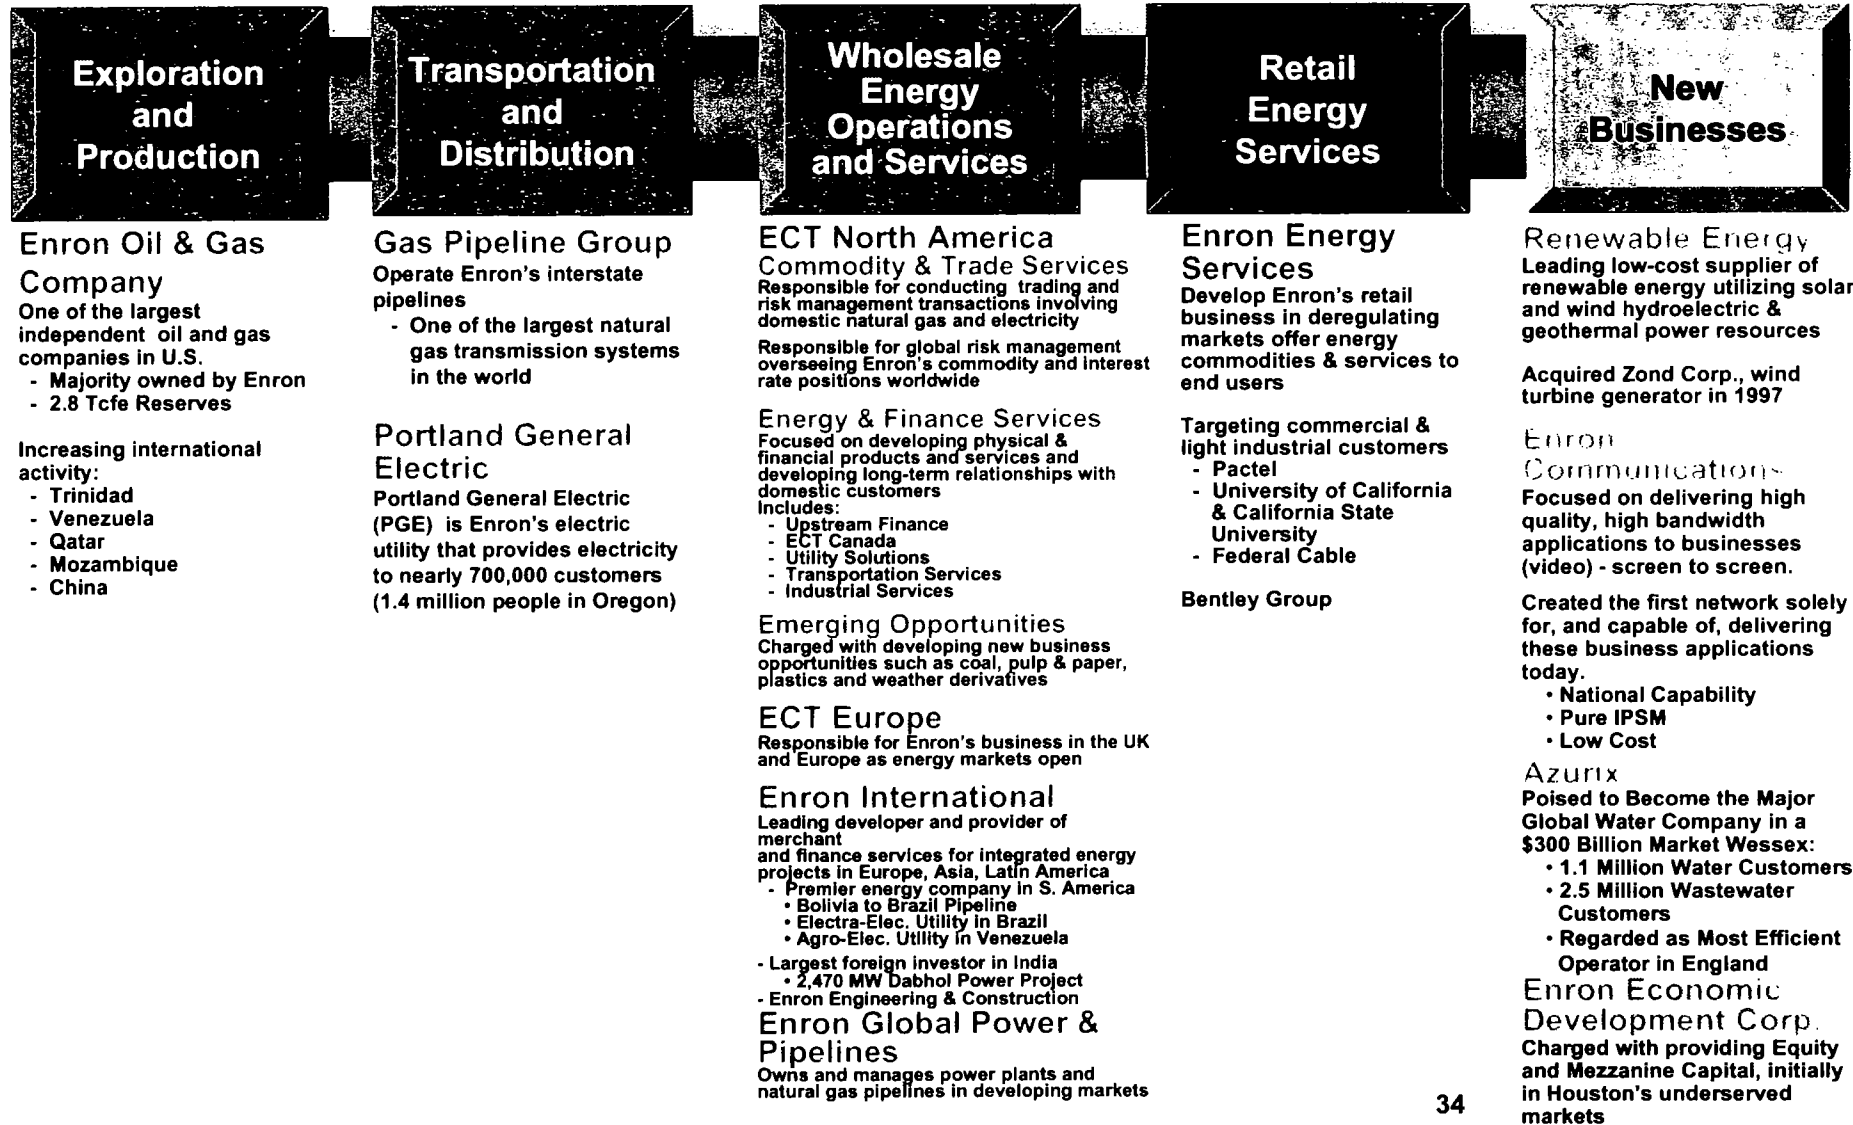 Exploration
and
Production
Transportation
and
Distribution
Wholesale
Energy
Operations
and Services
Retail
Energy
Services
New
Businesses
Enron Oil & Gas
Company
One of the largest
independent oil and gas
companies in U.S.
- Majority owned by Enron
- 2.8 Tcfe Reserves
Increasing international
activity:
- Trinidad
- Venezuela
- Qatar
- Mozambique
- China
Gas Pipeline Group
Operate Enron's interstate
pipelines
- One of the largest natural
gas transmission systems
in the world
Portland General
Electric
Portland General Electric
(PGE) is Enron's electric
utility that provides electricity
to nearly 700,000 customers
(1.4 million people in Oregon)
ECT North America
Commodity & Trade Services
Responsible for conducting trading and
risk management transactions involving
domestic natural gas and electricity
Responsible for global risk management
overseeing Enron's commodity and interest
rate positions worldwide
Energy & Finance Services
Focused on developing physical &
financial products and services and
developing long-term relationships with
domestic customers
Includes:
- Upstream Finance
- ECT Canada
- Utility Solutions
- Transportation Services
- Industrial Services
Emerging Opportunities
Charged with developing new business
opportunities such as coal, pulp & paper,
plastics and weather derivatives
ECT Europe
Responsible for Enron's business in the UK
and Europe as energy markets open
Enron International
Leading developer and provider of
merchant
and finance services for integrated energy
projects in Europe, Asia, Latin America
- Premier energy company in S. America
• Bolivia to Brazil Pipeline
• Electra-Elec. Utility in Brazil
• Agro-Elec. Utility in Venezuela
- Largest foreign investor in India
• 2,470 MW Dabhol Power Project
- Enron Engineering & Construction
Enron Global Power &
Pipelines
Owns and manages power plants and
natural gas pipelines in developing markets
Enron Energy
Services
Develop Enron's retail
business in deregulating
markets offer energy
commodities & services to
end users
Targeting commercial &
light industrial customers
- Pactel
- University of California
& California State
University
- Federal Cable
Bentley Group
Renewable Energy
Leading low-cost supplier of
renewable energy utilizing solar
and wind hydroelectric &
geothermal power resources
Acquired Zond Corp., wind
turbine generator in 1997
Enron
Communications
Focused on delivering high
quality, high bandwidth
applications to businesses
(video) - screen to screen.
Created the first network solely
for, and capable of, delivering
these business applications
today.
• National Capability
• Pure IPSM
• Low Cost
Azurix
Poised to Become the Major
Global Water Company in a
$300 Billion Market Wessex:
• 1.1 Million Water Customers
• 2.5 Million Wastewater
Customers
• Regarded as Most Efficient
Operator in England
Enron Economic
Development Corp.
Charged with providing Equity
and Mezzanine Capital, initially
in Houston's underserved
markets
34